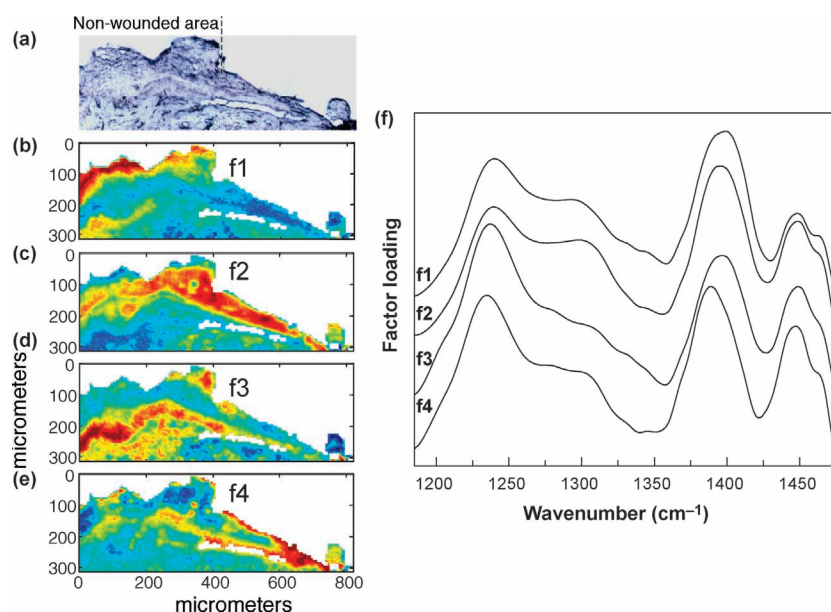 Non-wounded area
(a)
(b)
0
100
200
300
f1
(c)
0
100
200
300
f2
(d)
0
100
200
300
f3
(e)
0
100
200
300
f4
0 200 400 600 800
micrometers
micrometers
(f)
Factor loading
f1
f2
f3
f4
1200 1250 1300 1350 1400 1450
Wavenumber (cm–1)